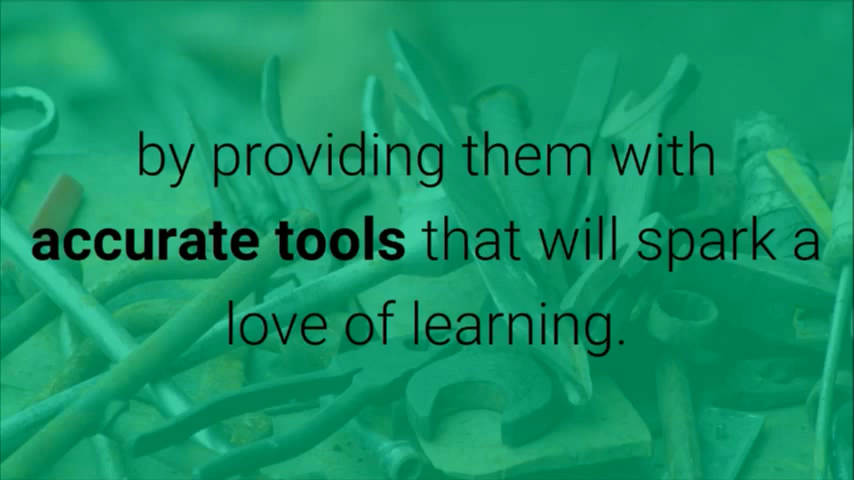 by providing them with
accurate tools that will spark a
love of learning.